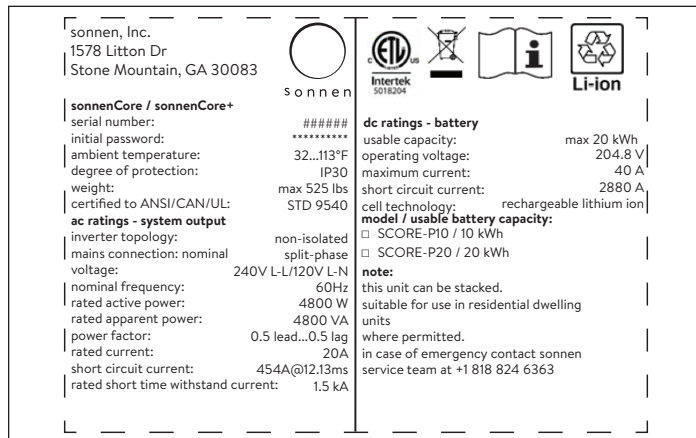 sonnen, Inc.
1578 Litton Dr
Stone Mountain, GA 30083
sonnen
sonnenCore / sonnenCore+
serial number: ######
initial password: **********
ambient temperature: 32...113°F
degree of protection: IP30
weight: max 525 lbs
certified to ANSI/CAN/UL: STD 9540
ac ratings - system output
inverter topology: non-isolated
mains connection: nominal split-phase
voltage: 240V L-L/120V L-N
nominal frequency: 60Hz
rated active power: 4800 W
rated apparent power: 4800 VA
power factor: 0.5 lead...0.5 lag
rated current: 20A
short circuit current: 454A@12.13ms
rated short time withstand current: 1.5 kA
c ETL us
Intertek
5018204
Li-ion
dc ratings - battery
usable capacity: max 20 kWh
operating voltage: 204.8 V
maximum current: 40 A
short circuit current: 2880 A
cell technology: rechargeable lithium ion
model / usable battery capacity:
□ SCORE-P10 / 10 kWh
□ SCORE-P20 / 20 kWh
note:
this unit can be stacked.
suitable for use in residential dwelling
units
where permitted.
in case of emergency contact sonnen
service team at +1 818 824 6363